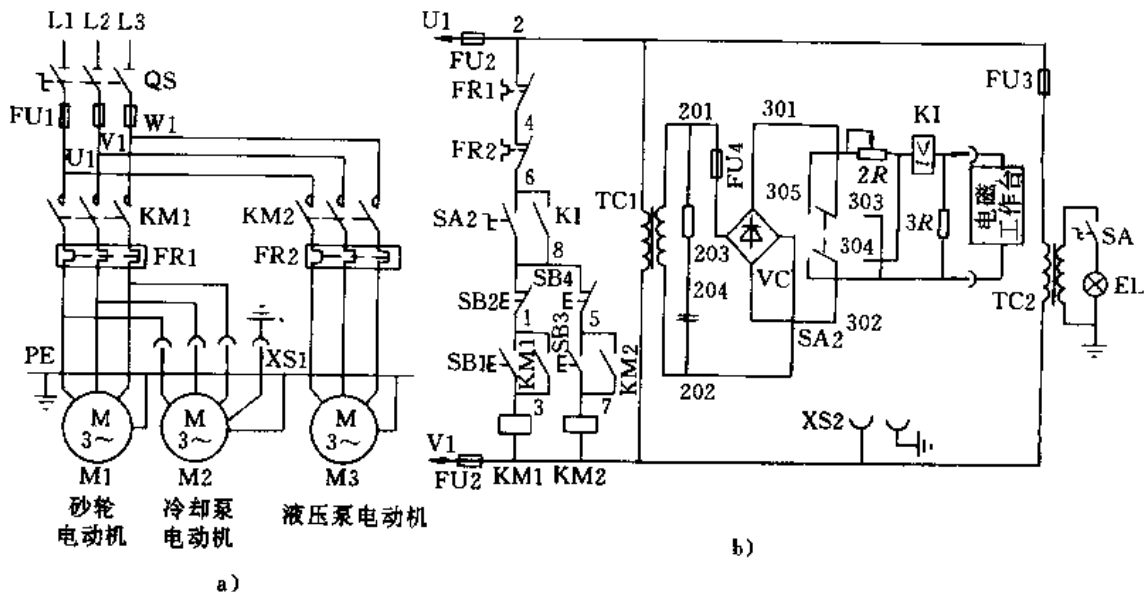 L1 L2 L3
QS
FU1
W1
V1
U1
KM1
KM2
FR1
FR2
PE
XS1
M
3~
M
3~
M
3~
M1
M2
M3
砂轮
电动机
冷却泵
电动机
液压泵电动机
a)
U1
2
FU2
FR1
4
FR2
6
SA2
KI
8
SB2
SB4
1
5
SB1
KM1
SB3
KM2
3
7
V1
FU2
KM1
KM2
TC1
201
FU4
203
204
202
301
VC
305
2R
303
304
302
SA2
KI
I<
3R
电磁
工作台
XS2
FU3
TC2
SA
EL
b)